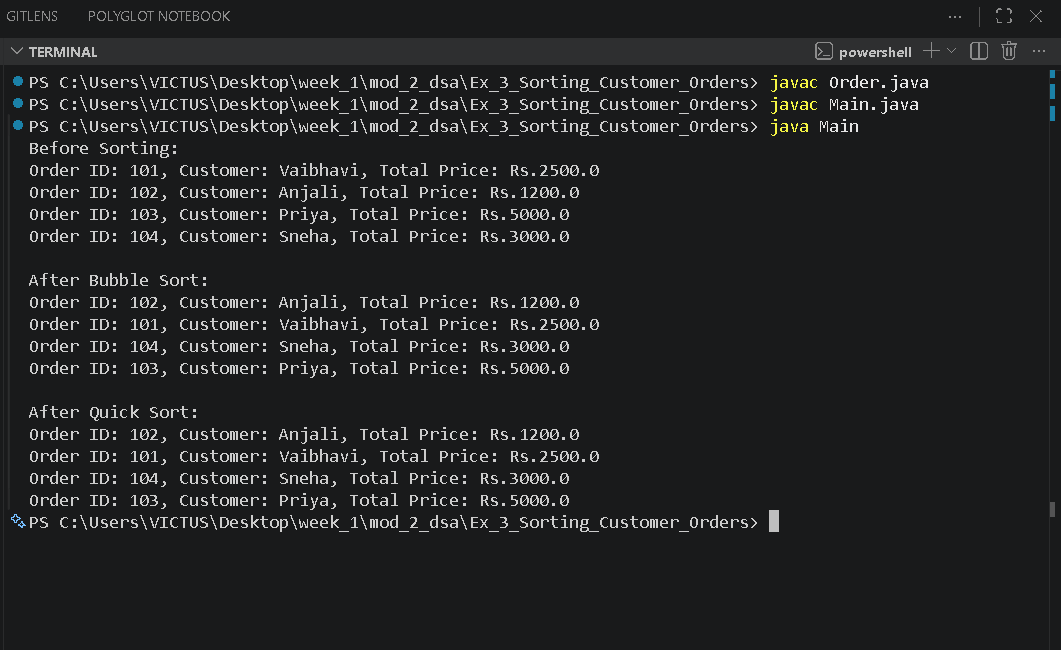 GITLENS POLYGLOT NOTEBOOK
TERMINAL powershell
PS C:\Users\VICTUS\Desktop\week_1\mod_2_dsa\Ex_3_Sorting_Customer_Orders> javac Order.java
PS C:\Users\VICTUS\Desktop\week_1\mod_2_dsa\Ex_3_Sorting_Customer_Orders> javac Main.java
PS C:\Users\VICTUS\Desktop\week_1\mod_2_dsa\Ex_3_Sorting_Customer_Orders> java Main
Before Sorting:
Order ID: 101, Customer: Vaibhavi, Total Price: Rs.2500.0
Order ID: 102, Customer: Anjali, Total Price: Rs.1200.0
Order ID: 103, Customer: Priya, Total Price: Rs.5000.0
Order ID: 104, Customer: Sneha, Total Price: Rs.3000.0
After Bubble Sort:
Order ID: 102, Customer: Anjali, Total Price: Rs.1200.0
Order ID: 101, Customer: Vaibhavi, Total Price: Rs.2500.0
Order ID: 104, Customer: Sneha, Total Price: Rs.3000.0
Order ID: 103, Customer: Priya, Total Price: Rs.5000.0
After Quick Sort:
Order ID: 102, Customer: Anjali, Total Price: Rs.1200.0
Order ID: 101, Customer: Vaibhavi, Total Price: Rs.2500.0
Order ID: 104, Customer: Sneha, Total Price: Rs.3000.0
Order ID: 103, Customer: Priya, Total Price: Rs.5000.0
PS C:\Users\VICTUS\Desktop\week_1\mod_2_dsa\Ex_3_Sorting_Customer_Orders>